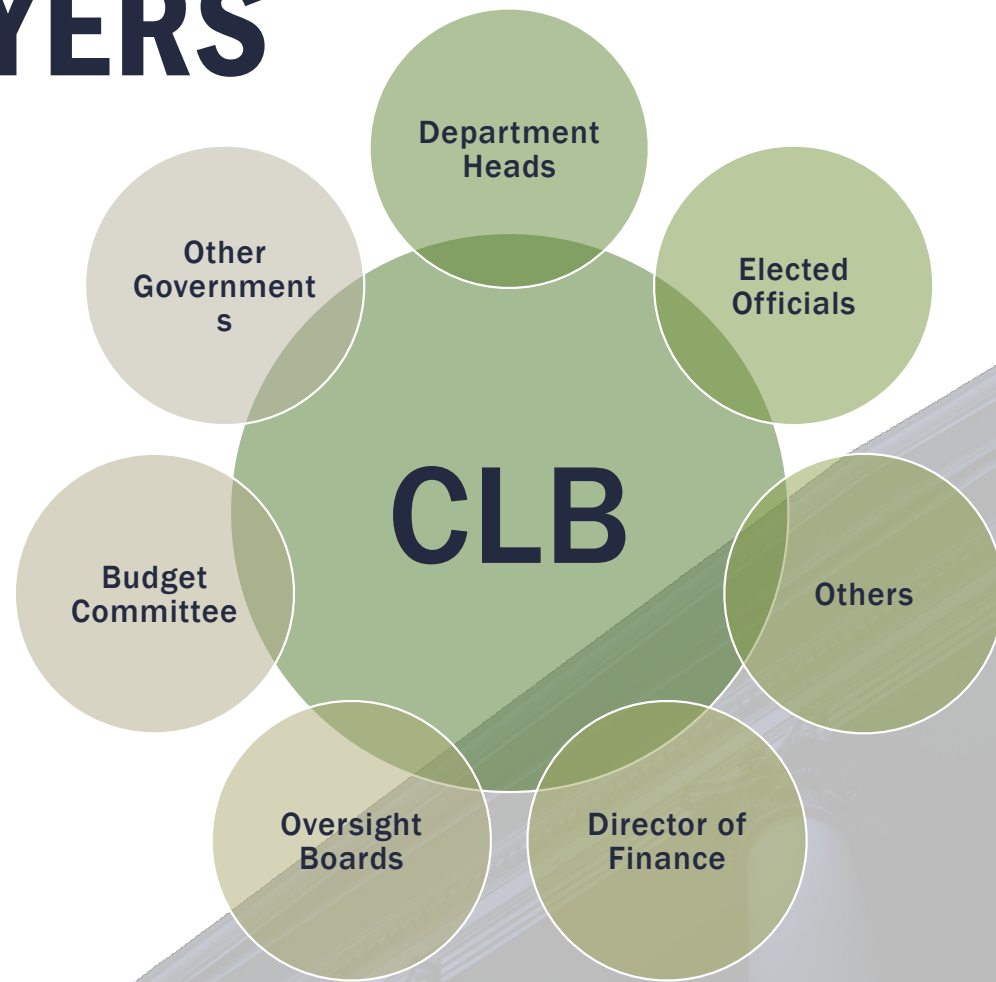 YERS
Department
Heads
Other
Government
s
Elected
Officials
CLB
Budget
Committee
Others
Oversight
Boards
Director of
Finance